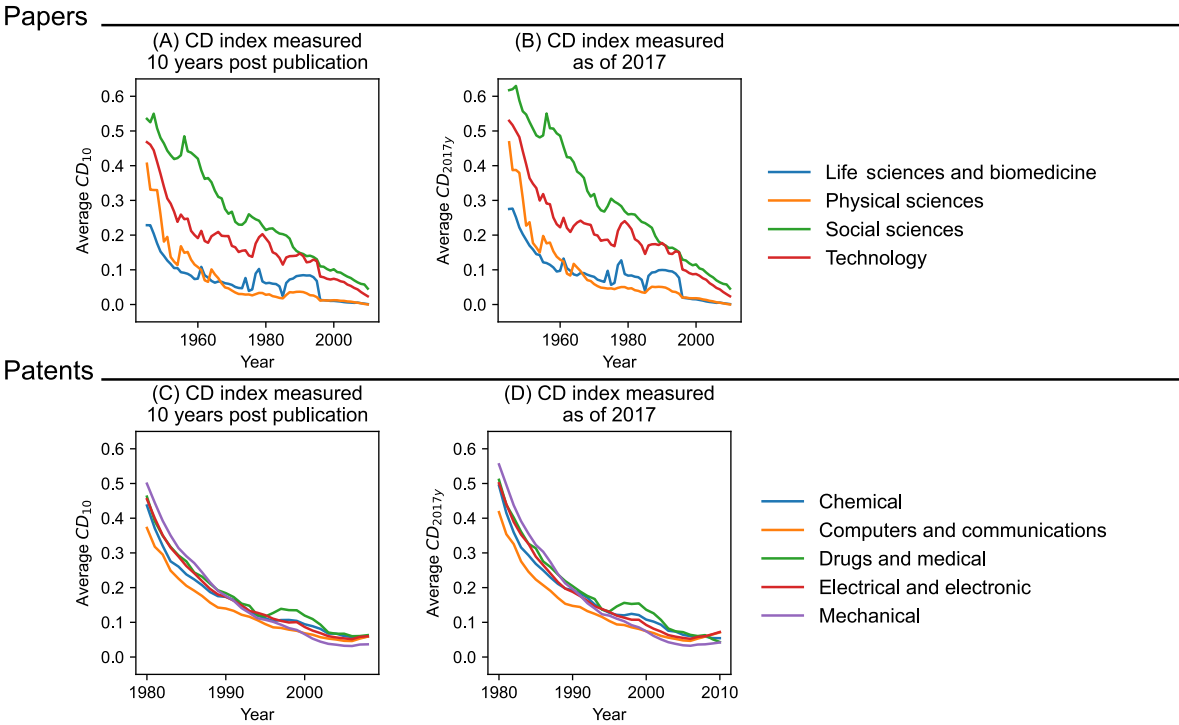 Papers
(A) CD index measured
10 years post publication
Average CD10
0.6
0.5
0.4
0.3
0.2
0.1
0.0
1960
1980
2000
Year
(B) CD index measured
as of 2017
Average CD2017y
0.6
0.5
0.4
0.3
0.2
0.1
0.0
1960
1980
2000
Year
Life sciences and biomedicine
Physical sciences
Social sciences
Technology
Patents
(C) CD index measured
10 years post publication
Average CD10
0.6
0.5
0.4
0.3
0.2
0.1
0.0
1980
1990
2000
Year
(D) CD index measured
as of 2017
Average CD2017y
0.6
0.5
0.4
0.3
0.2
0.1
0.0
1980
1990
2000
2010
Year
Chemical
Computers and communications
Drugs and medical
Electrical and electronic
Mechanical